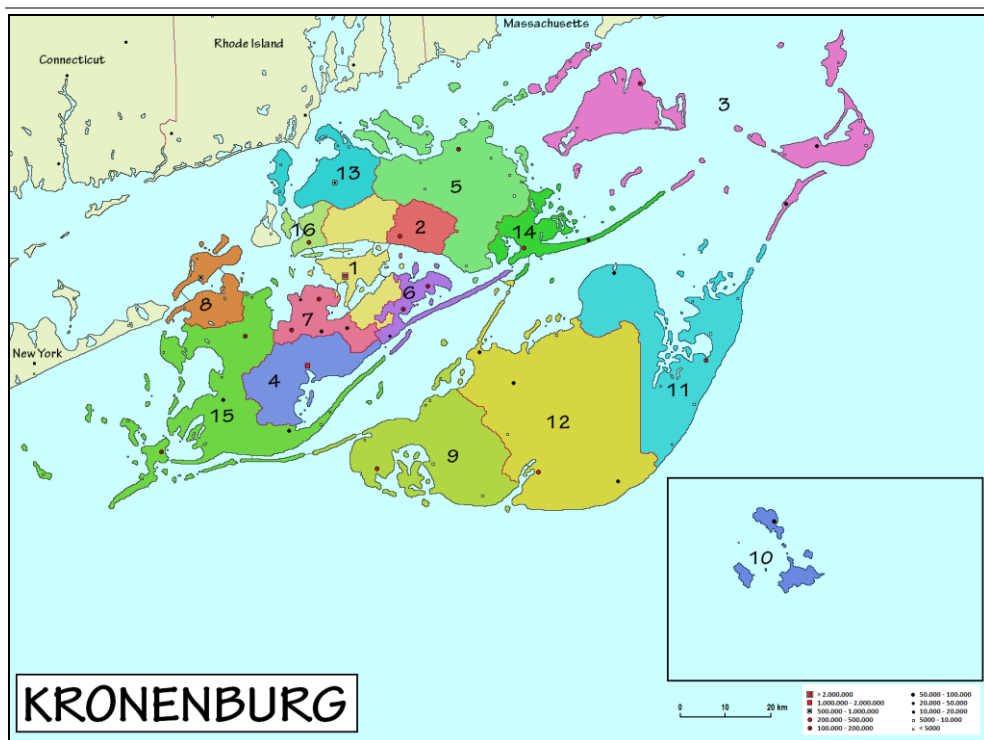 Massachusetts
Rhode Island
Connecticut
3
13
5
16
2
14
1
6
8
7
4
11
15
12
9
New York
10
KRONENBURG
0 10 20 km
> 2.000.000
1.000.000 - 2.000.000
500.000 - 1.000.000
200.000 - 500.000
100.000 - 200.000
50.000 - 100.000
20.000 - 50.000
10.000 - 20.000
5000 - 10.000
< 5000